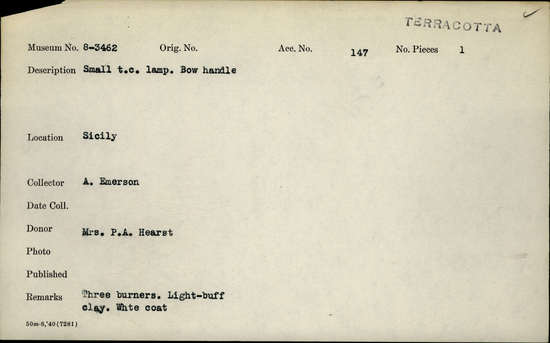 TERRACOTTA
Museum No. 8-3462 Orig. No. Acc. No. 147 No. Pieces 1
Description Small t.c. lamp. Bow handle
Location Sicily
Collector A. Emerson
Date Coll.
Donor Mrs. P.A. Hearst
Photo
Published
Remarks Three burners. Light-buff
clay. Whte coat
50m-8,'40(7281)